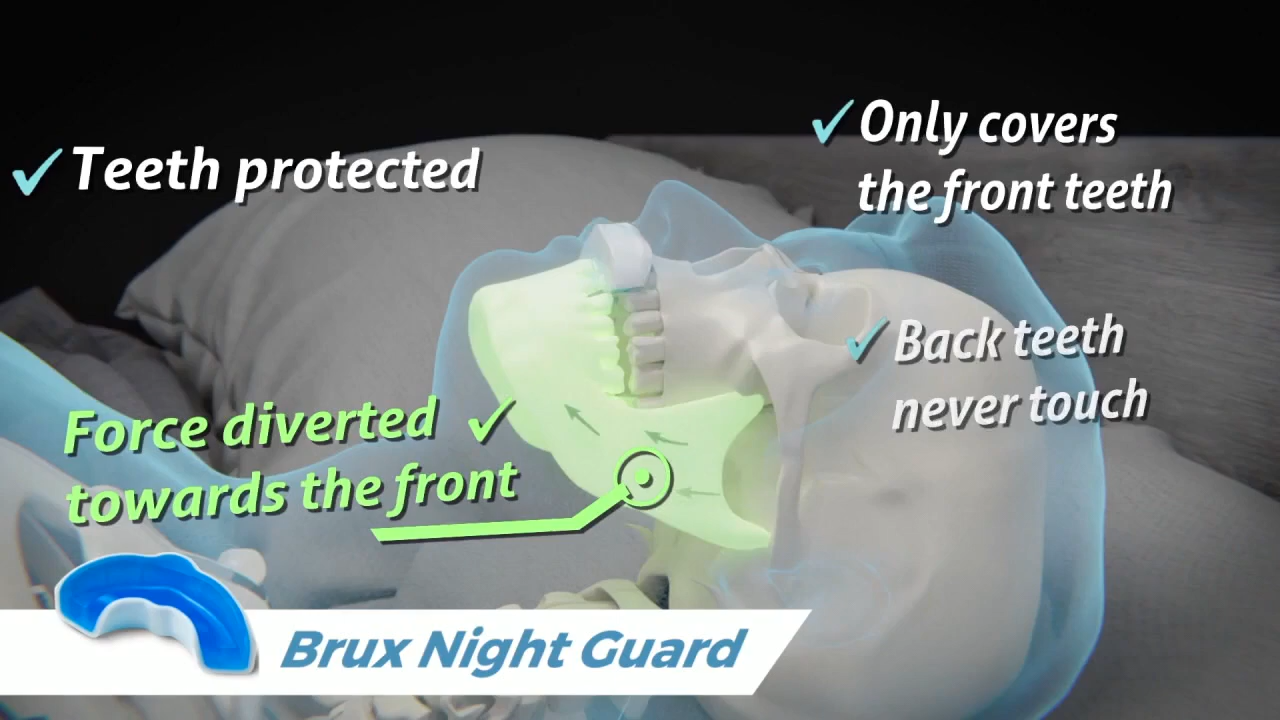 Teeth protected
Only covers
the front teeth
Back teeth
never touch
Force diverted
towards the front
Brux Night Guard